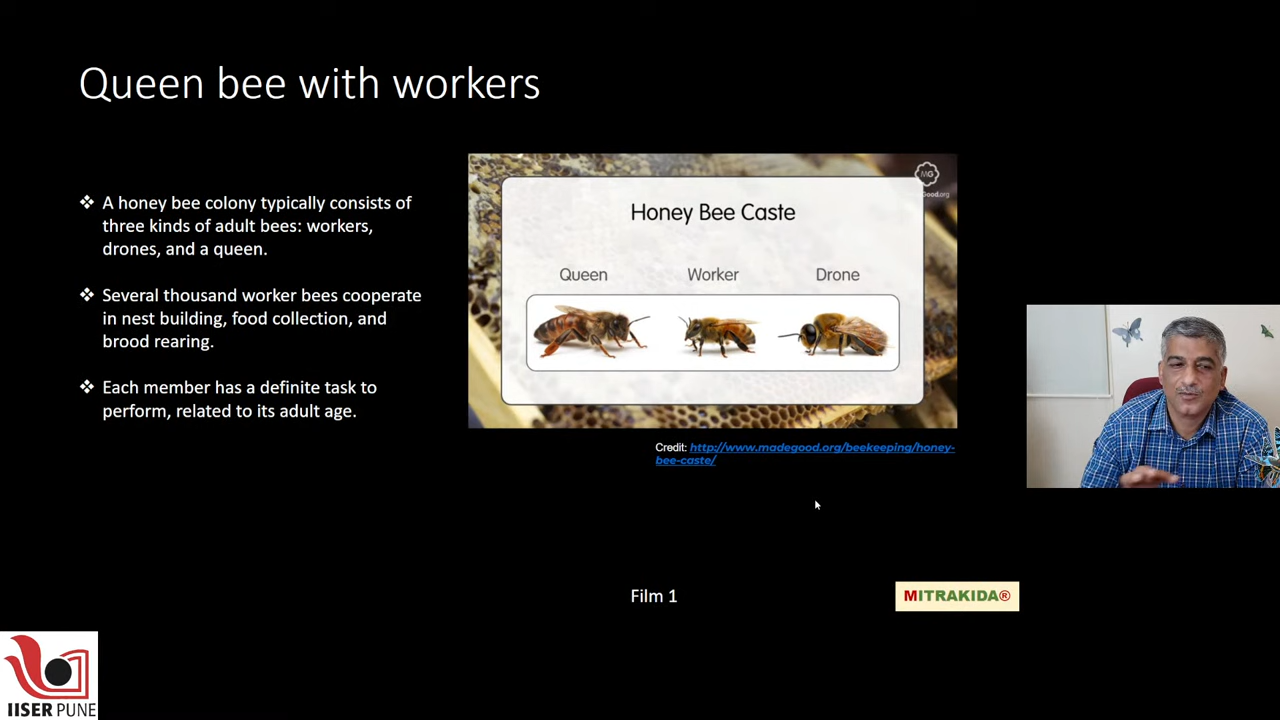 Queen bee with workers
❖ A honey bee colony typically consists of
three kinds of adult bees: workers,
drones, and a queen.
❖ Several thousand worker bees cooperate
in nest building, food collection, and
brood rearing.
❖ Each member has a definite task to
perform, related to its adult age.
MG
Good.org
Honey Bee Caste
Queen Worker Drone
Credit: http://www.madegood.org/beekeeping/honey-
bee-caste/
Film 1
MITRAKIDA®
IISER PUNE